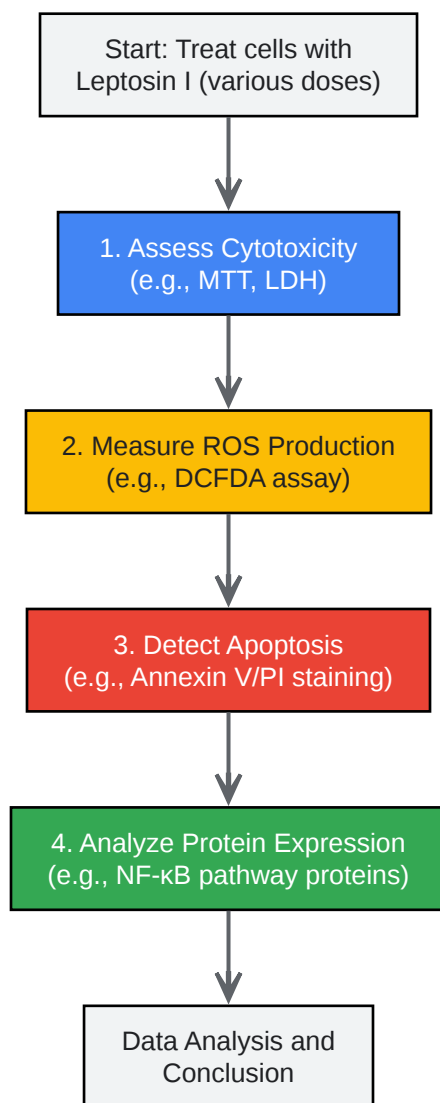 Start: Treat cells with
Leptosin I (various doses)
1. Assess Cytotoxicity
(e.g., MTT, LDH)
2. Measure ROS Production
(e.g., DCFDA assay)
3. Detect Apoptosis
(e.g., Annexin V/PI staining)
4. Analyze Protein Expression
(e.g., NF-κB pathway proteins)
Data Analysis and
Conclusion